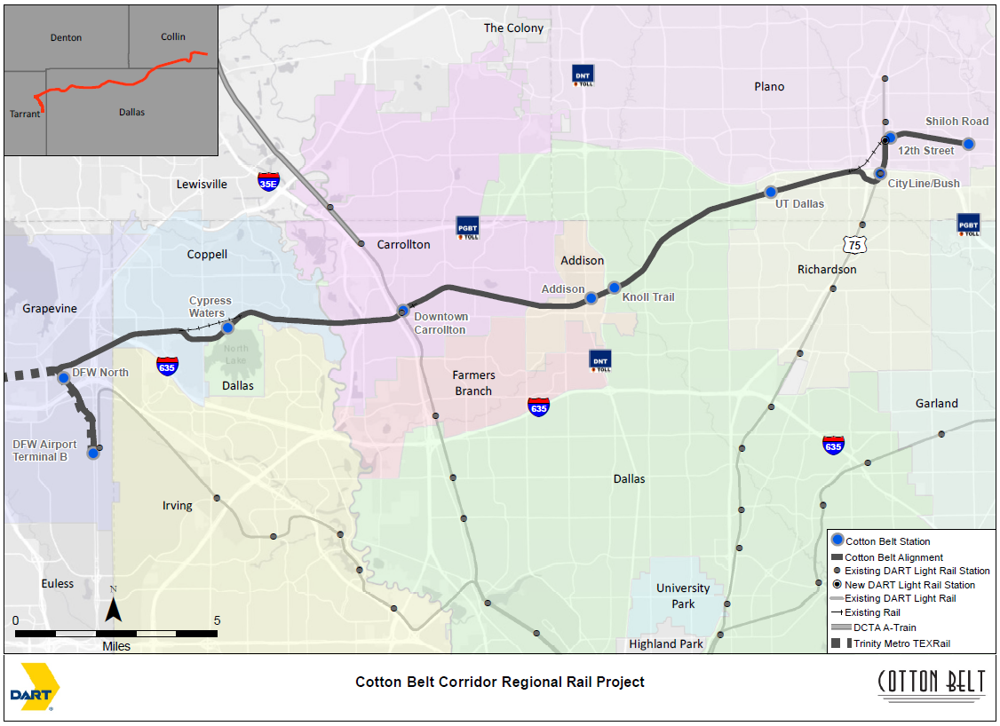 Denton
Collin
Tarrant
Dallas
The Colony
DNT
TOLL
Plano
Shiloh Road
12th Street
35E
Lewisville
CityLine/Bush
UT Dallas
PGBT
TOLL
PGBT
TOLL
Carrollton
75
Coppell
Addison
Richardson
Addison
Knoll Trail
Grapevine
Cypress
Waters
Downtown
Carrollton
North
Lake
635
DNT
TOLL
DFW North
Dallas
Farmers
Branch
635
Garland
DFW Airport
Terminal B
635
Dallas
Irving
Euless
N
University
Park
Highland Park
0
5
Miles
Cotton Belt Station
Cotton Belt Alignment
Existing DART Light Rail Station
New DART Light Rail Station
Existing DART Light Rail
Existing Rail
DCTA A-Train
Trinity Metro TEXRail
DART
®
Cotton Belt Corridor Regional Rail Project
COTTON BELT